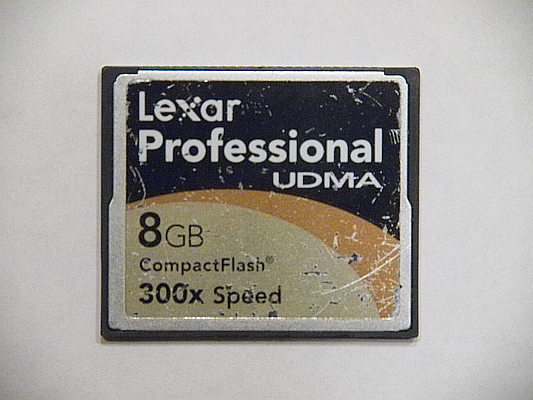 Lexar
Professional
UDMA
8GB
CompactFlash®
300x Speed